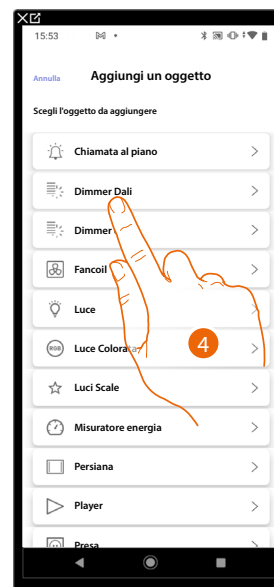 15:53
Annulla
Aggiungi un oggetto
Scegli l'oggetto da aggiungere
Chiamata al piano
Dimmer Dali
Dimmer
Fancoil
Luce
RGB
Luce Colorata
4
Luci Scale
Misuratore energia
Persiana
Player
Presa